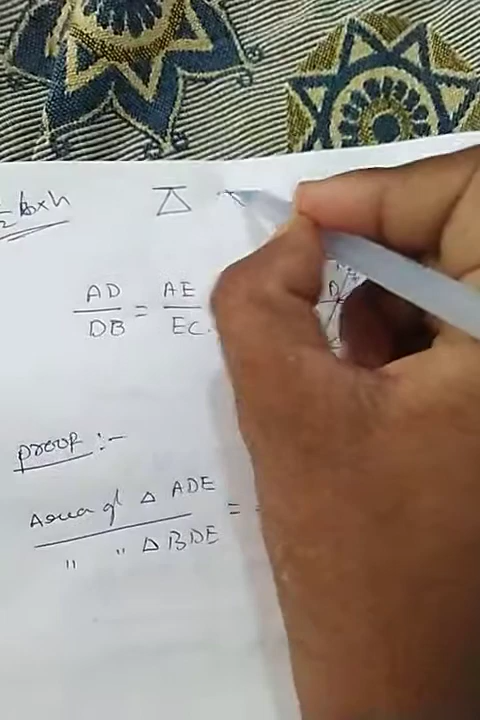 ½ b×h
AD/DB = AE/EC.
proof :-
Area of △ ADE / " " △ BDE =